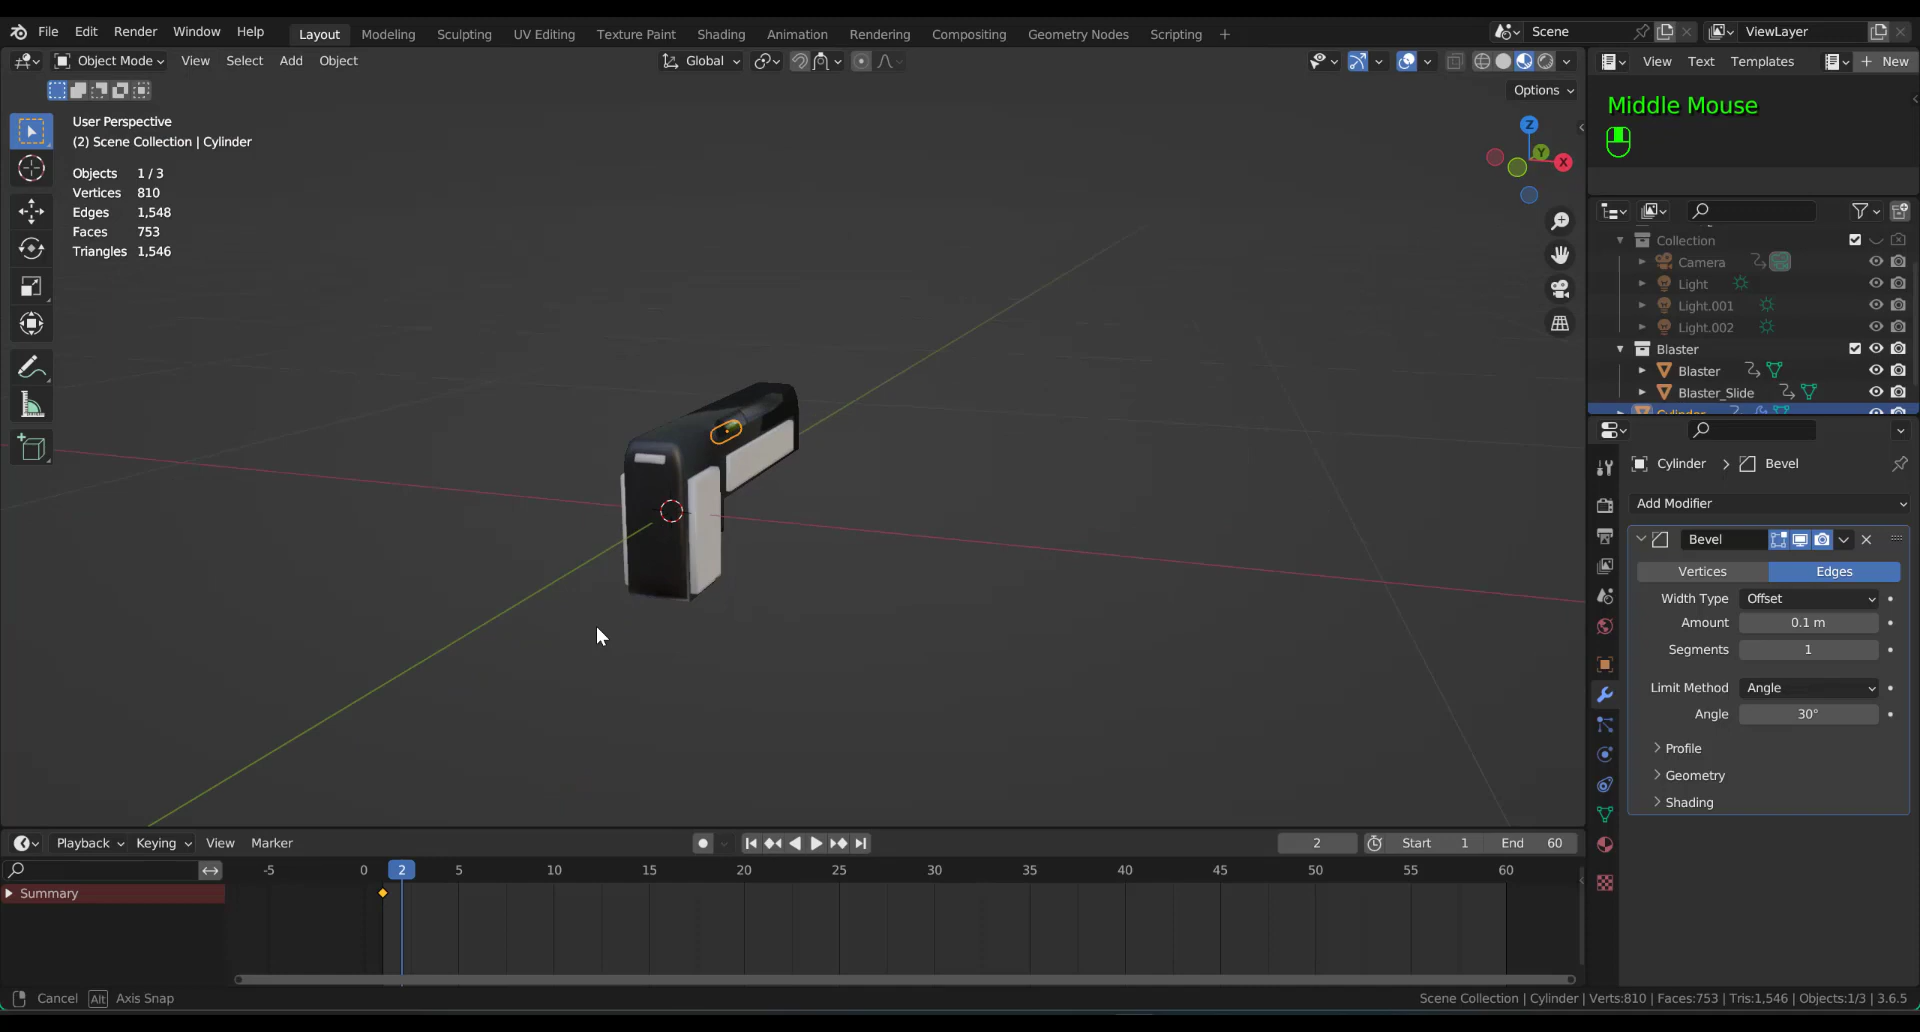 File Edit Render Window Help
Layout Modeling Sculpting UV Editing Texture Paint Shading Animation Rendering Compositing Geometry Nodes Scripting
Scene
ViewLayer
Object Mode View Select Add Object
Global
View Text Templates
New
Options
Middle Mouse
User Perspective
(2) Scene Collection | Cylinder
Objects 1 / 3
Vertices 810
Edges 1,548
Faces 753
Triangles 1,546
Z
Y
X
Collection
Camera
Light
Light.001
Light.002
Blaster
Blaster
Blaster_Slide
Cylinder
Cylinder > Bevel
Add Modifier
Bevel
Vertices Edges
Width Type Offset
Amount 0.1 m
Segments 1
Limit Method Angle
Angle 30°
Profile
Geometry
Shading
Playback Keying View Marker
2
Start 1 End 60
-5 0 2 5 10 15 20 25 30 35 40 45 50 55 60
Summary
Cancel Alt Axis Snap
Scene Collection | Cylinder | Verts:810 | Faces:753 | Tris:1,546 | Objects:1/3 | 3.6.5